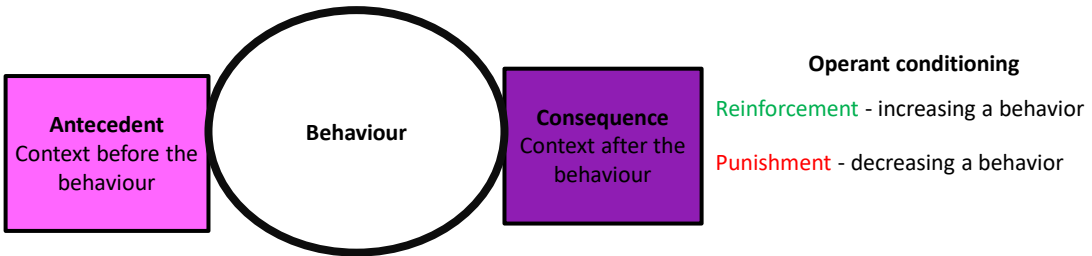 Antecedent
Context before the
behaviour
Behaviour
Consequence
Context after the
behaviour
Operant conditioning
Reinforcement - increasing a behavior
Punishment - decreasing a behavior